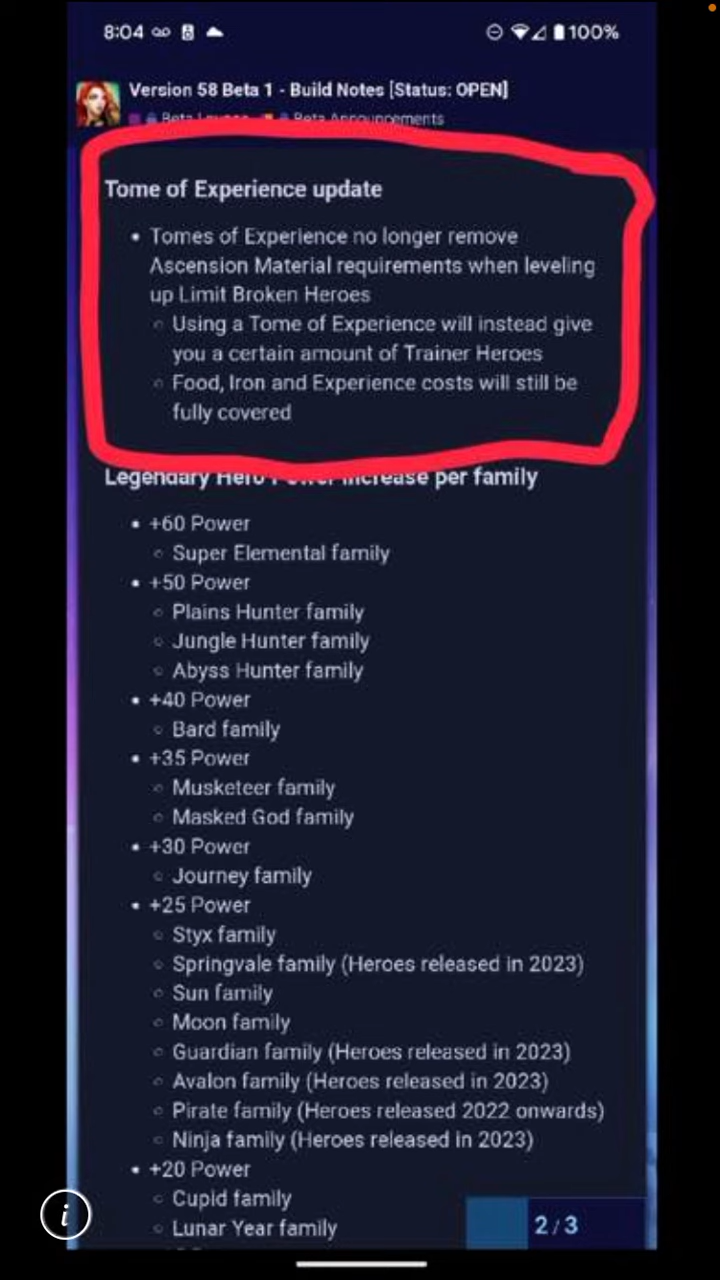 8:04
100%
Version 58 Beta 1 - Build Notes [Status: OPEN]
Beta Announcements
Tome of Experience update
• Tomes of Experience no longer remove
Ascension Material requirements when leveling
up Limit Broken Heroes
◦ Using a Tome of Experience will instead give
you a certain amount of Trainer Heroes
◦ Food, Iron and Experience costs will still be
fully covered
Legendary Hero Power increase per family
• +60 Power
◦ Super Elemental family
• +50 Power
◦ Plains Hunter family
◦ Jungle Hunter family
◦ Abyss Hunter family
• +40 Power
◦ Bard family
• +35 Power
◦ Musketeer family
◦ Masked God family
• +30 Power
◦ Journey family
• +25 Power
◦ Styx family
◦ Springvale family (Heroes released in 2023)
◦ Sun family
◦ Moon family
◦ Guardian family (Heroes released in 2023)
◦ Avalon family (Heroes released in 2023)
◦ Pirate family (Heroes released 2022 onwards)
◦ Ninja family (Heroes released in 2023)
• +20 Power
◦ Cupid family
◦ Lunar Year family
i
2/3